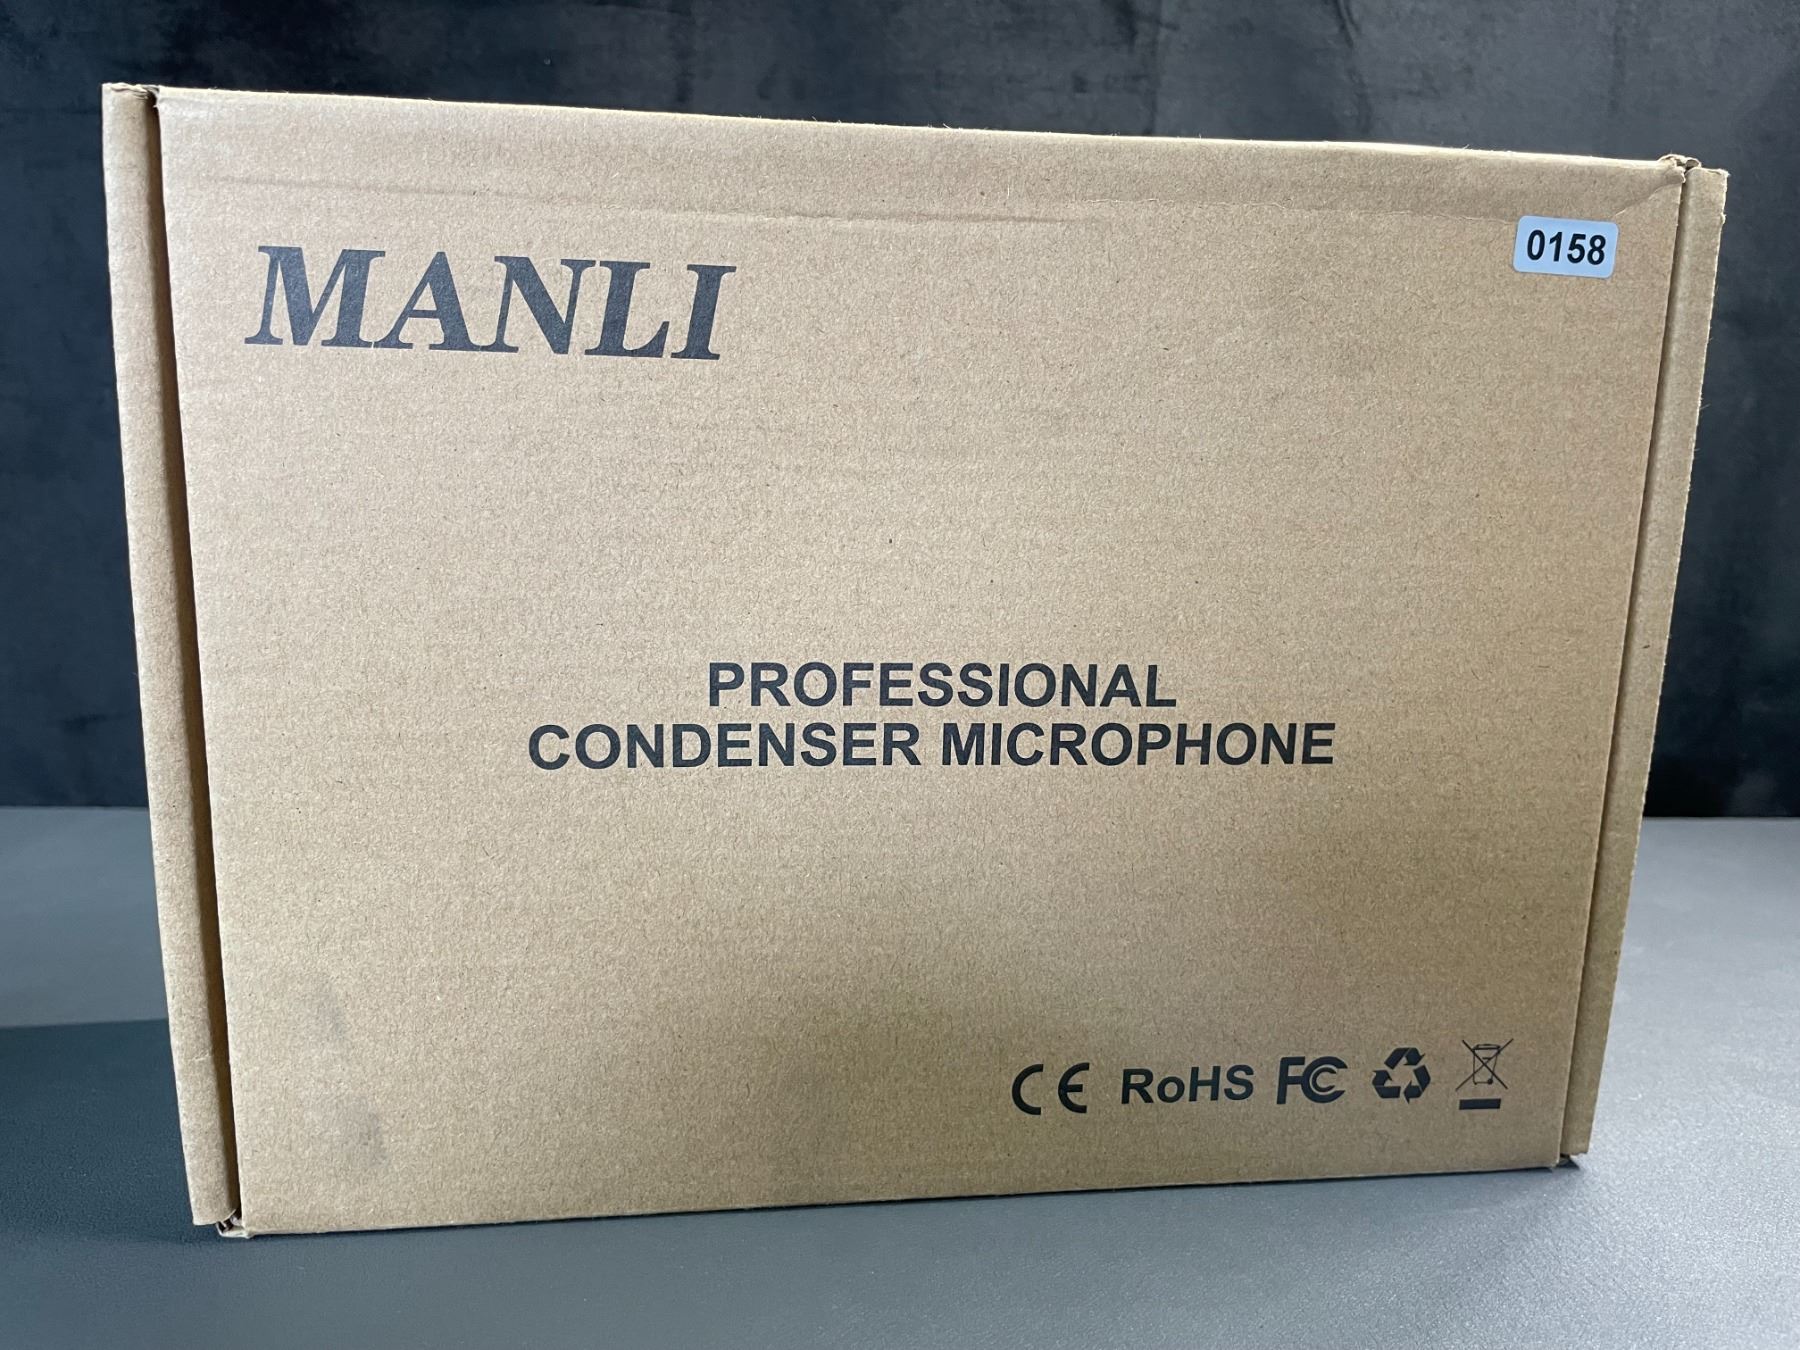 MANLI
0158
PROFESSIONAL
CONDENSER MICROPHONE
CE RoHS FC